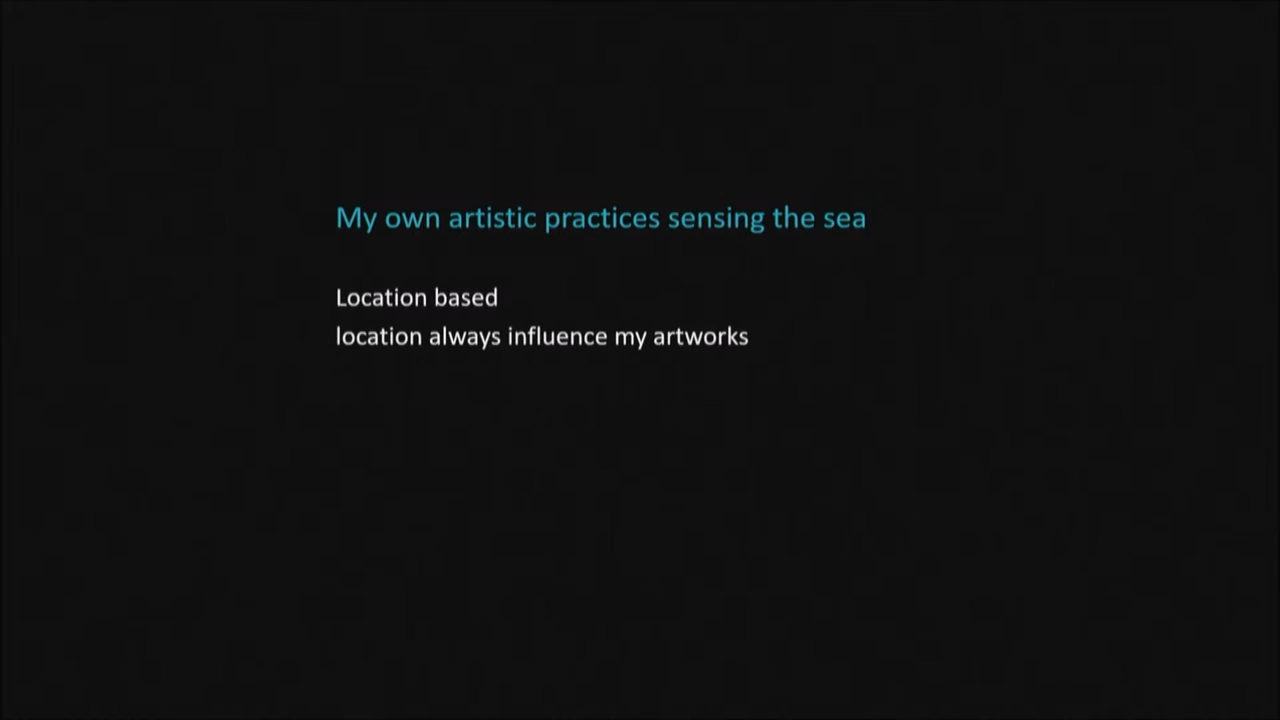 My own artistic practices sensing the sea
Location based
location always influence my artworks